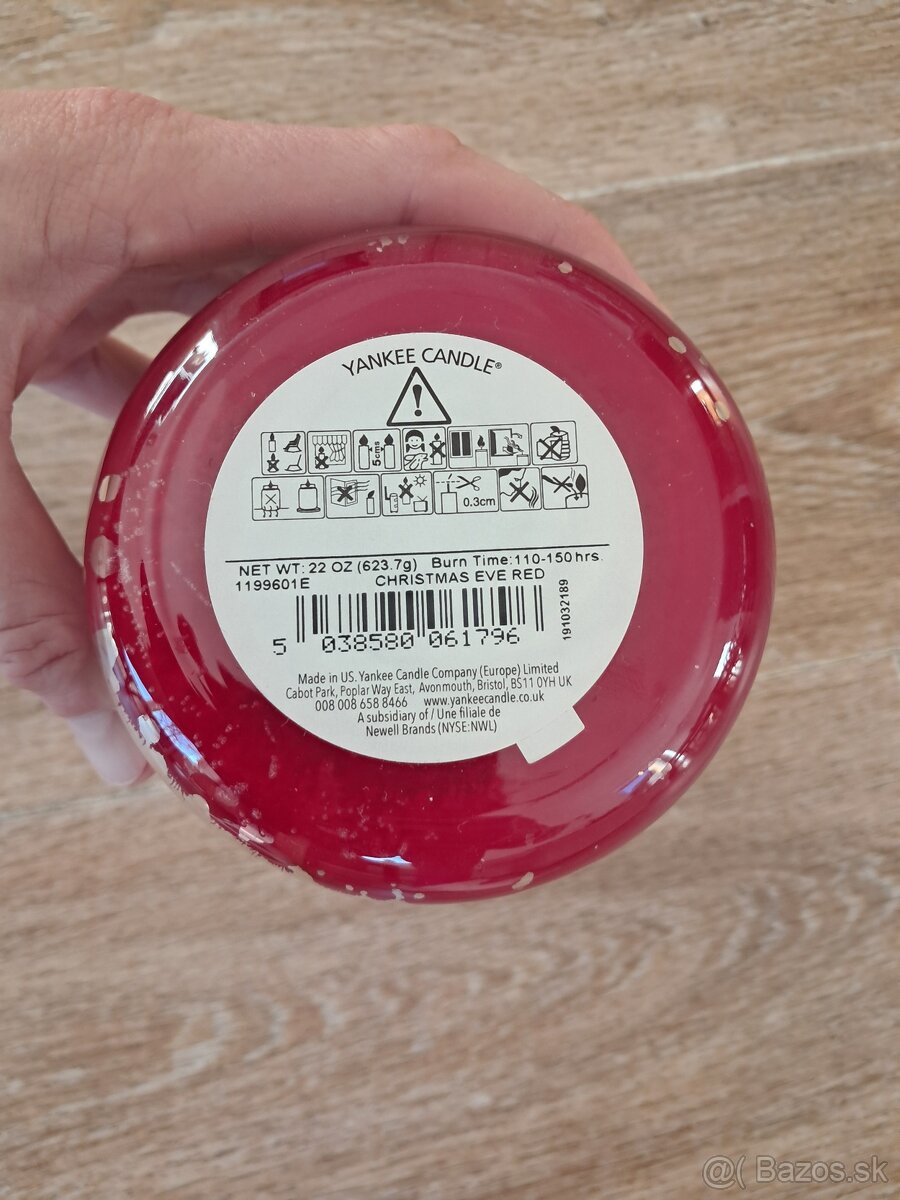 YANKEE CANDLE®
5cms
0.3cm
NET WT: 22 OZ (623.7g) Burn Time:110-150 hrs.
1199601E CHRISTMAS EVE RED
191032189
5 038580 061796
Made in US. Yankee Candle Company (Europe) Limited
Cabot Park, Poplar Way East, Avonmouth, Bristol, BS11 0YH UK
008 008 658 8466 www.yankeecandle.co.uk
A subsidiary of / Une filiale de
Newell Brands (NYSE:NWL)
@( Bazos.sk